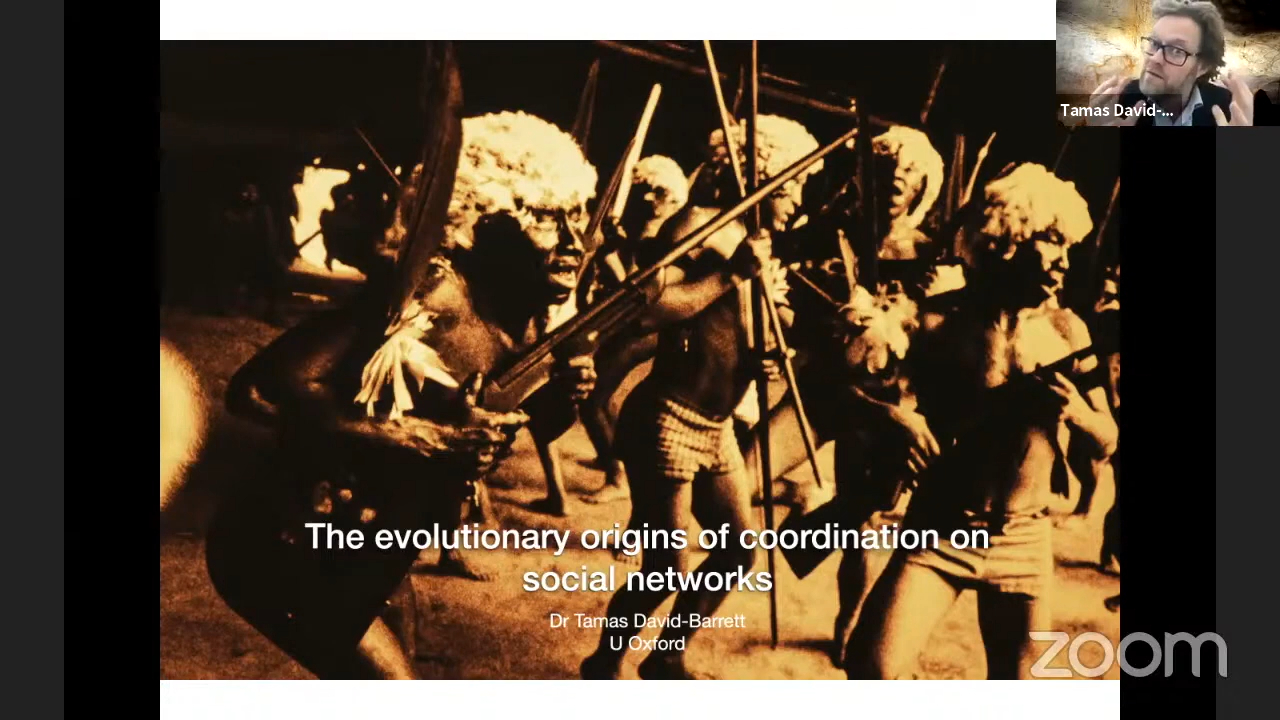 Tamas David-...
The evolutionary origins of coordination on
social networks
Dr Tamas David-Barrett
U Oxford
zoom